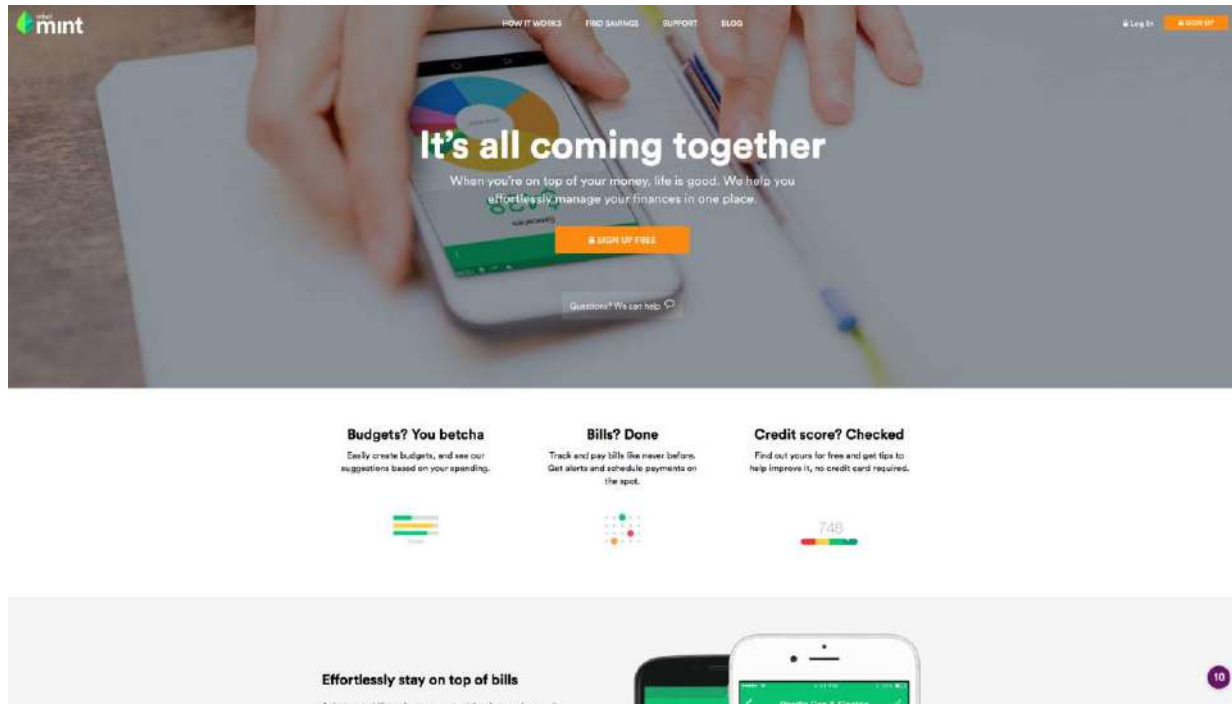 mint
HOW IT WORKS FIND SAVINGS SUPPORT BLOG
Log In SIGN UP
It's all coming together
When you're on top of your money, life is good. We help you
effortlessly manage your finances in one place.
SIGN UP FREE
Questions? We can help
Budgets? You betcha
Easily create budgets, and see our
suggestions based on your spending.
Bills? Done
Track and pay bills like never before.
Get alerts and schedule payments on
the spot.
Credit score? Checked
Find out yours for free and get tips to
help improve it, no credit card required.
748
Effortlessly stay on top of bills
10